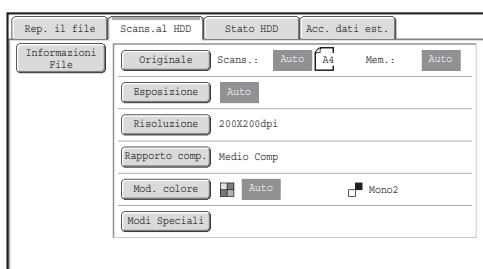 Rep. il file Scans.al HDD Stato HDD Acc. dati est.
Informazioni
File
Originale Scans.: Auto A4 Mem.: Auto
Esposizione Auto
Risoluzione 200X200dpi
Rapporto comp. Medio Comp
Mod. colore Auto Mono2
Modi Speciali